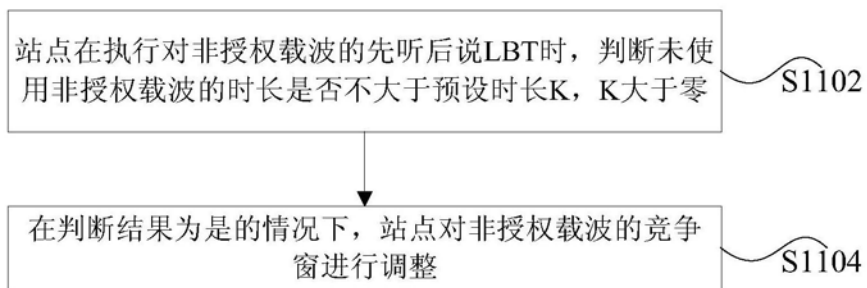 站点在执行对非授权载波的先听后说LBT时，判断未使
用非授权载波的时长是否不大于预设时长K，K大于零
S1102
在判断结果为是的情况下，站点对非授权载波的竞争
窗进行调整
S1104